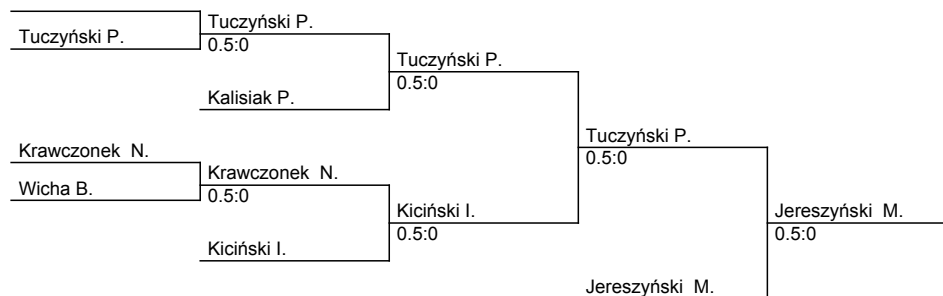 Tuczyński P.
Tuczyński P.
0.5:0
Kalisiak P.
Tuczyński P.
0.5:0
Krawczonek N.
Wicha B.
Krawczonek N.
0.5:0
Kiciński I.
Kiciński I.
0.5:0
Tuczyński P.
0.5:0
Jereszyński M.
Jereszyński M.
0.5:0